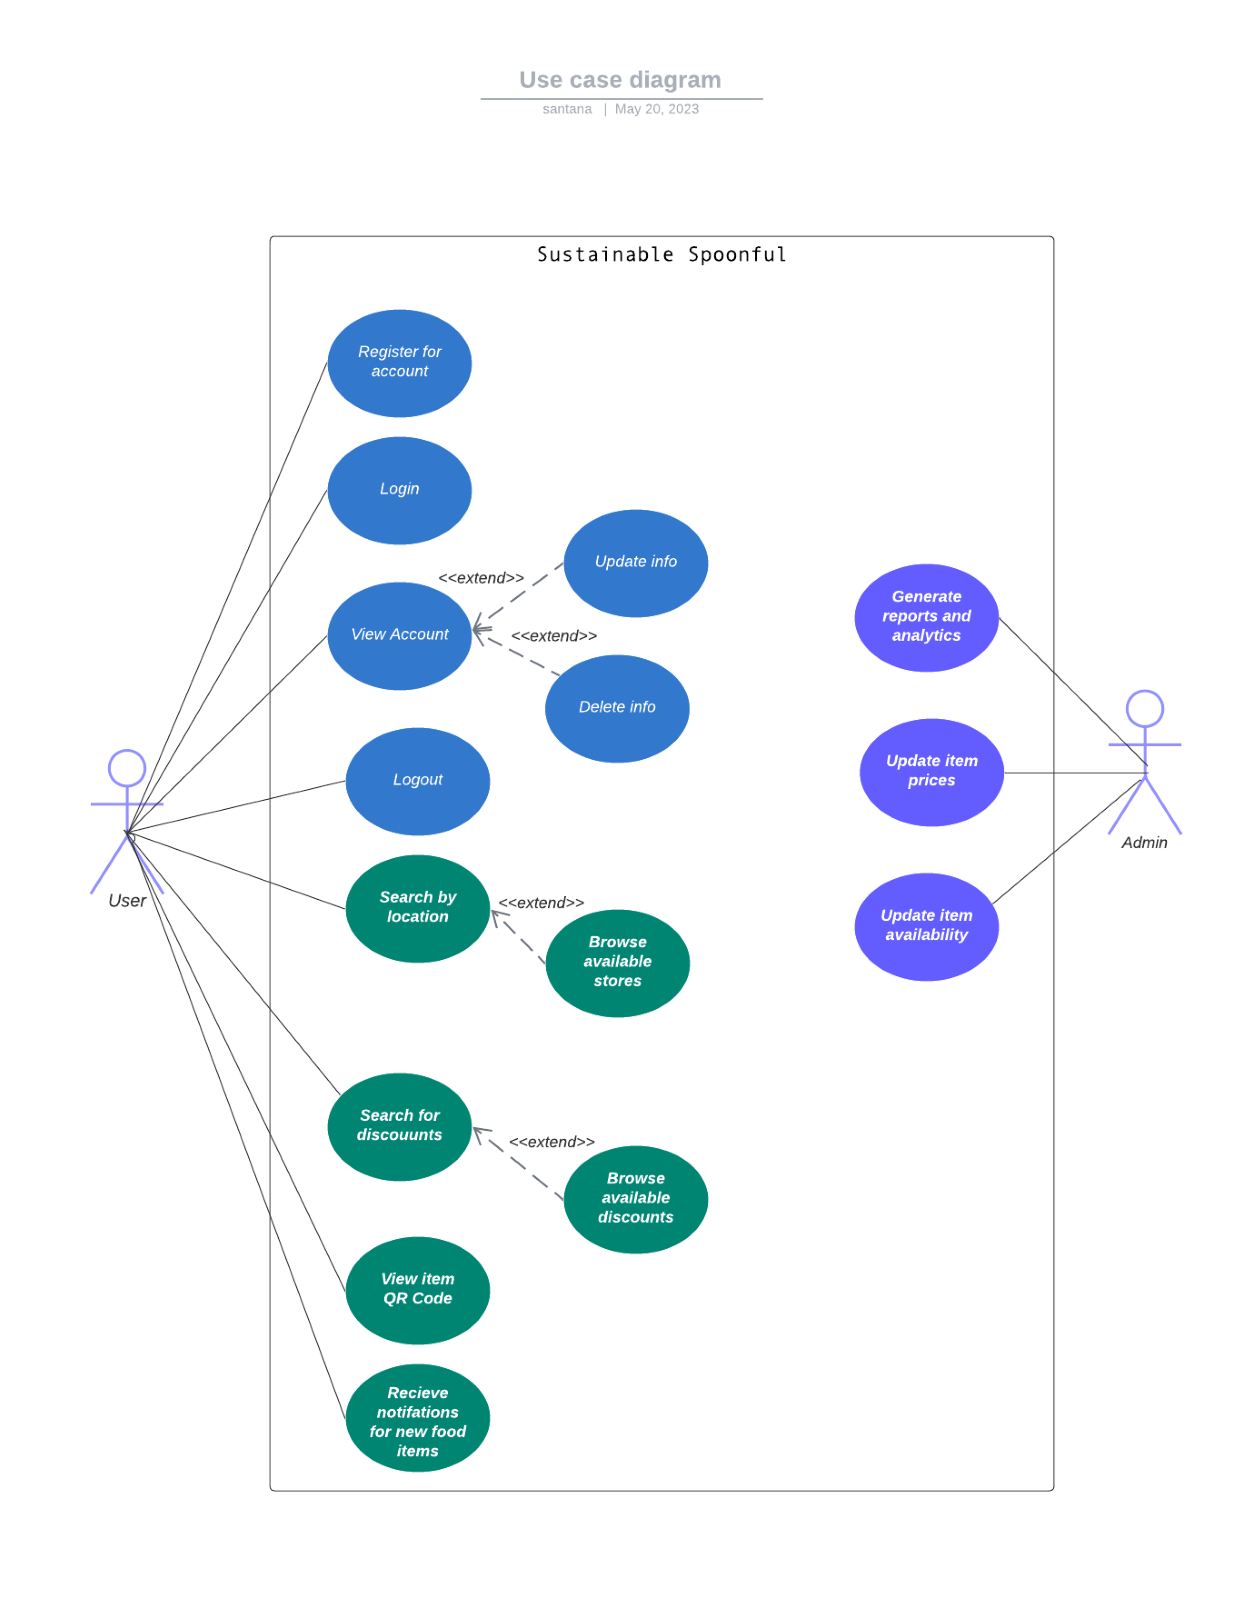 Use case diagram
santana | May 20, 2023
Sustainable Spoonful
Register for
account
Login
Update info
<<extend>>
View Account
<<extend>>
Delete info
Logout
Search by
location
<<extend>>
Browse
available
stores
Search for
discouunts
<<extend>>
Browse
available
discounts
View item
QR Code
Recieve
notifations
for new food
items
User
Generate
reports and
analytics
Update item
prices
Update item
availability
Admin